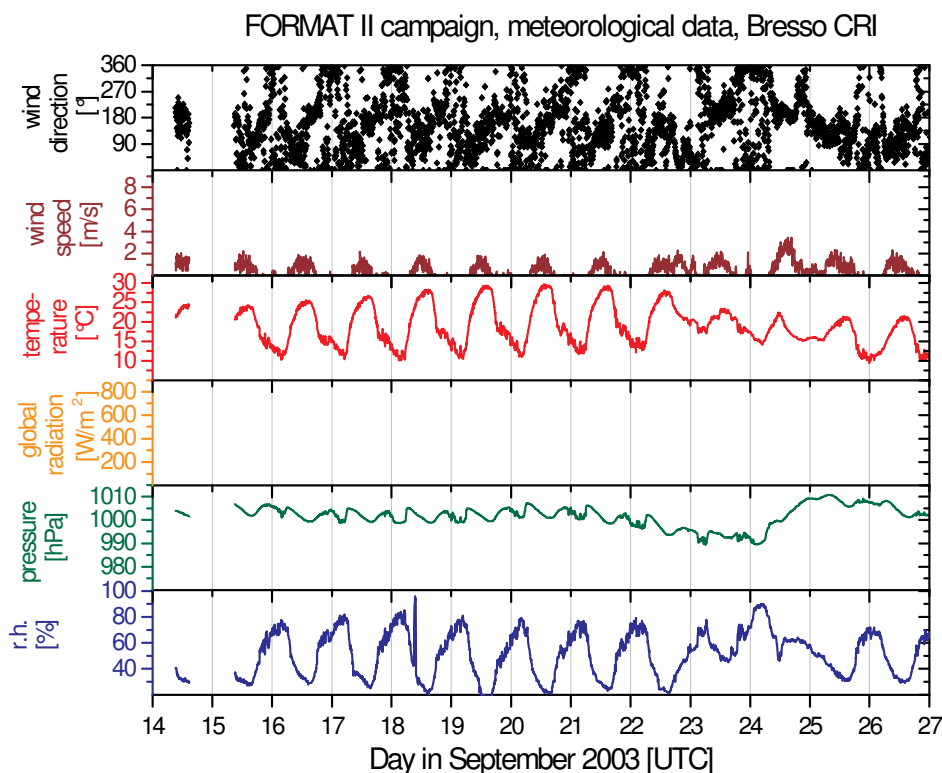 FORMAT II campaign, meteorological data, Bresso CRI
wind
direction
[°]
360
270
180
90
wind
speed
[m/s]
8
6
4
2
tempe-
rature
[°C]
30
25
20
15
10
global
radiation
[W/m²]
800
600
400
200
pressure
[hPa]
1010
1000
990
980
r.h.
[%]
100
80
60
40
14 15 16 17 18 19 20 21 22 23 24 25 26 27
Day in September 2003 [UTC]